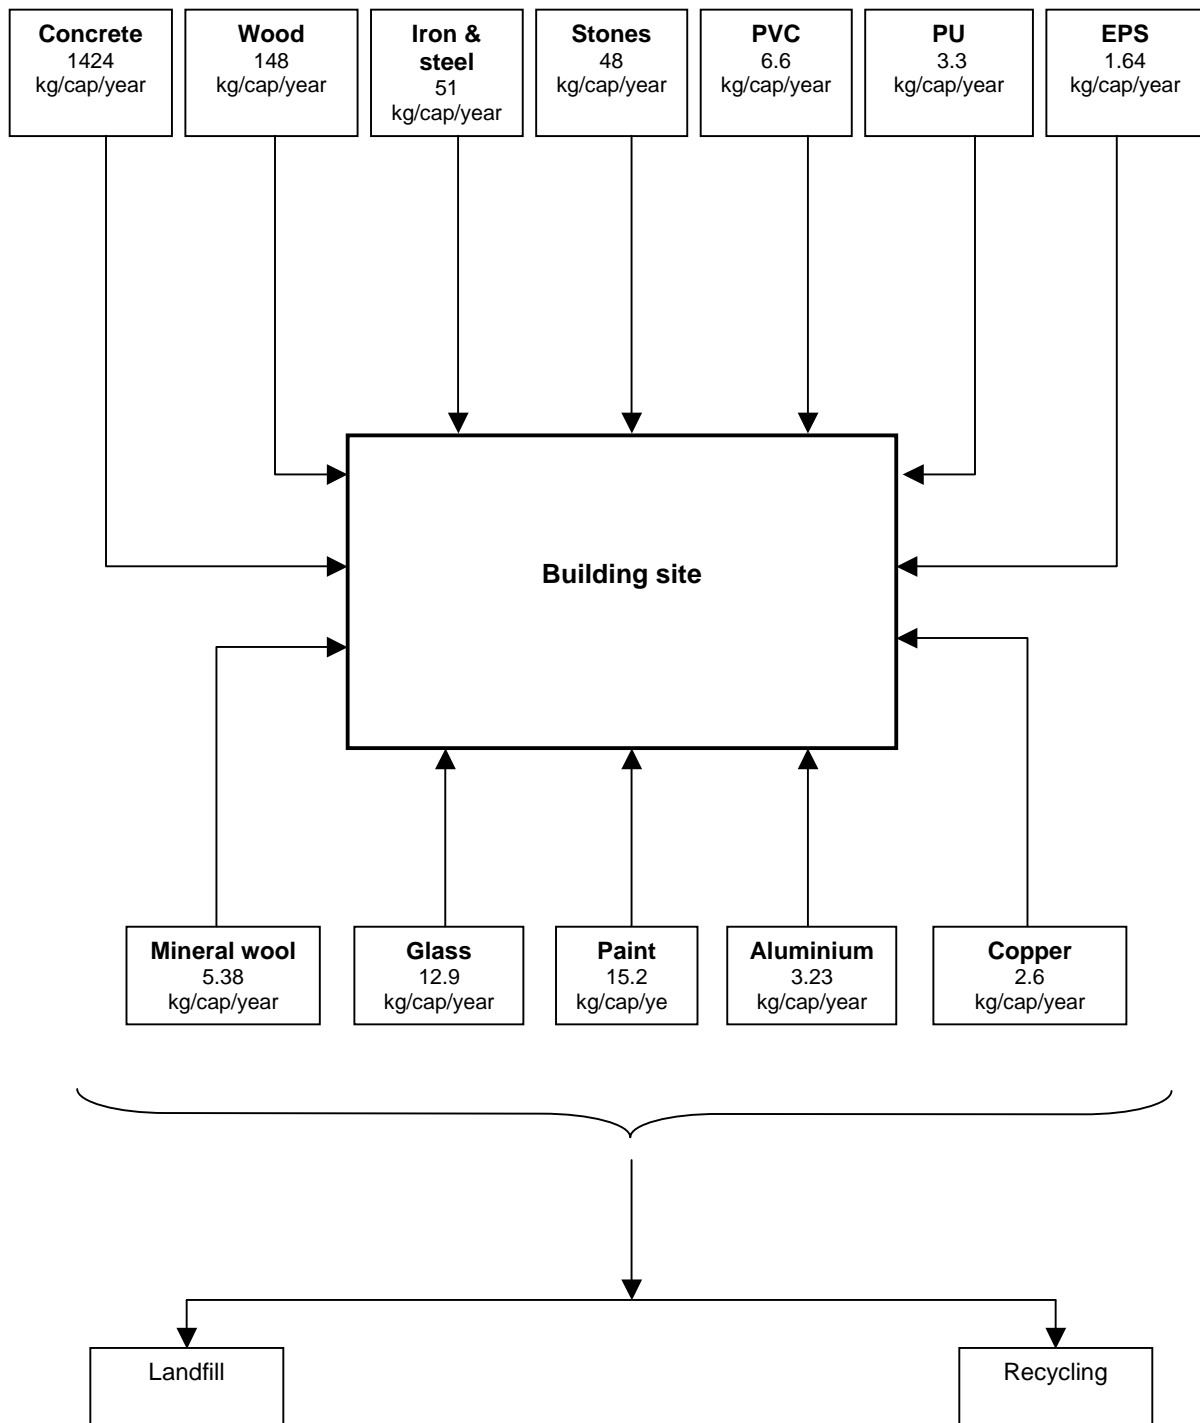 Concrete
1424
kg/cap/year
Wood
148
kg/cap/year
Iron &
steel
51
kg/cap/year
Stones
48
kg/cap/year
PVC
6.6
kg/cap/year
PU
3.3
kg/cap/year
EPS
1.64
kg/cap/year
Building site
Mineral wool
5.38
kg/cap/year
Glass
12.9
kg/cap/year
Paint
15.2
kg/cap/ye
Aluminium
3.23
kg/cap/year
Copper
2.6
kg/cap/year
Landfill
Recycling